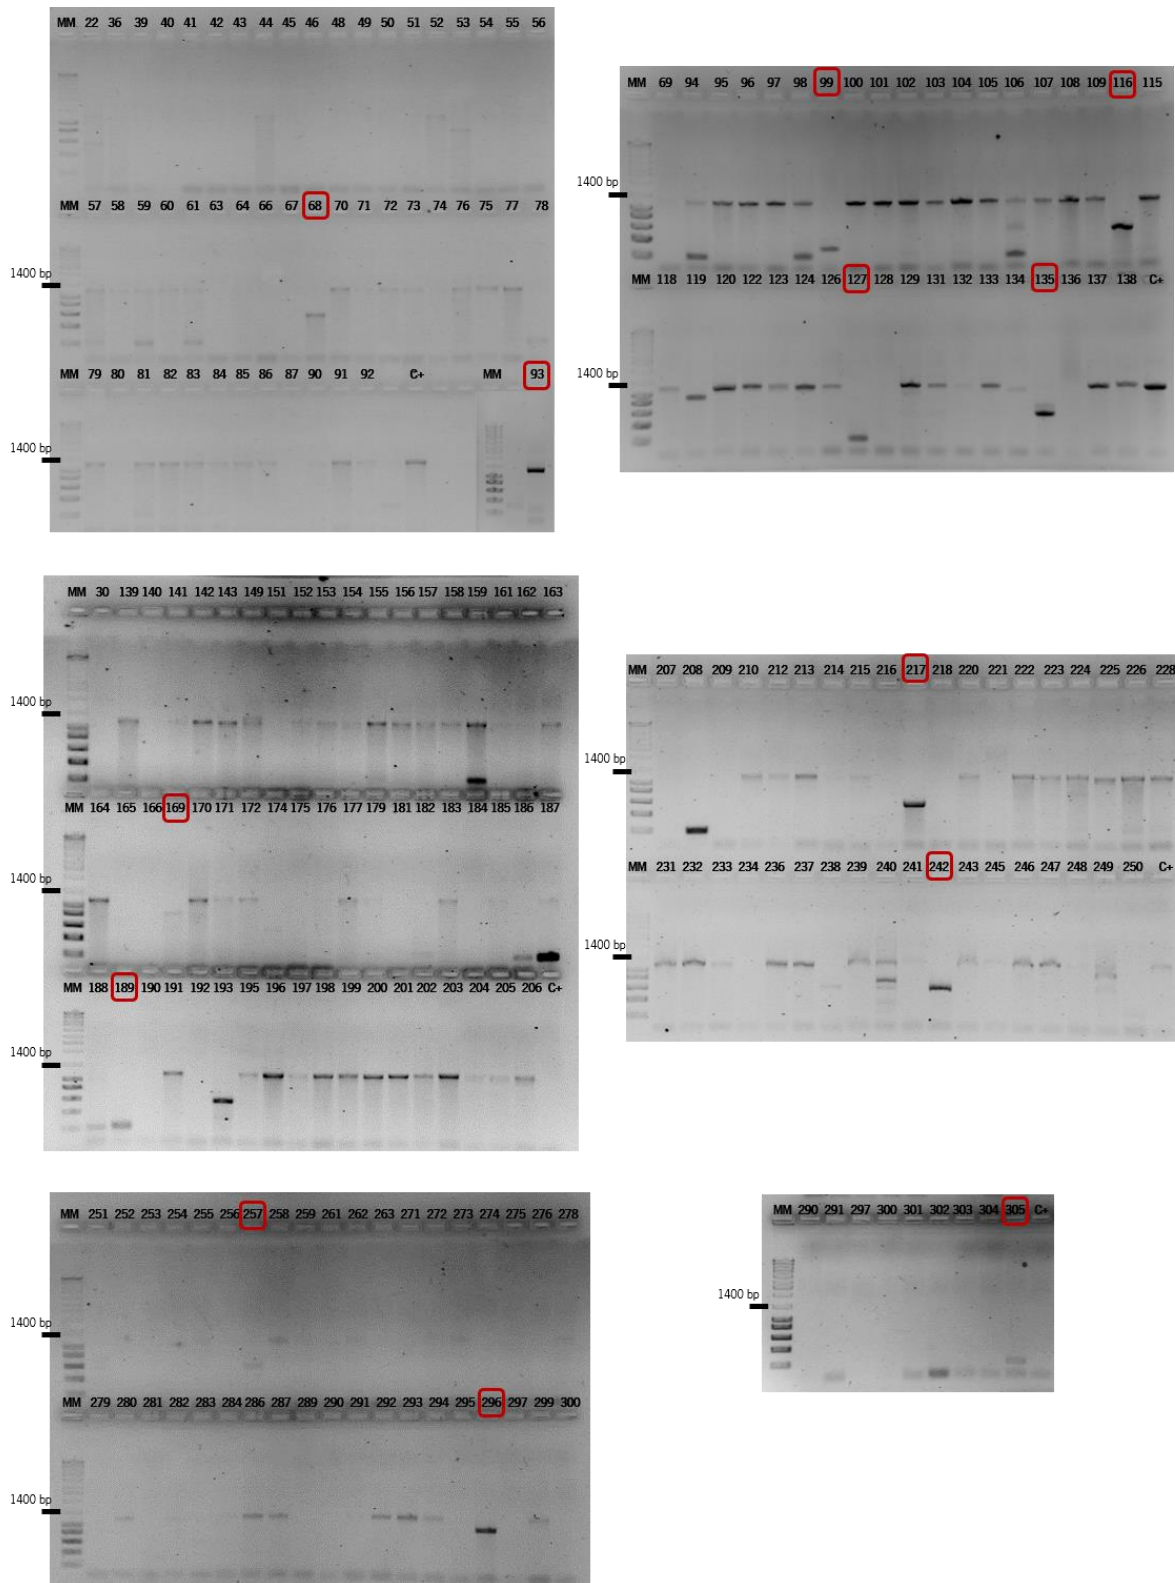 MM 22 36 39 40 41 42 43 44 45 46 48 49 50 51 52 53 54 55 56
MM 57 58 59 60 61 63 64 66 67 68 70 71 72 73 74 76 75 77 78
1400 bp
MM 79 80 81 82 83 84 85 86 87 90 91 92 C+ MM 93
1400 bp
MM 69 94 95 96 97 98 99 100 101 102 103 104 105 106 107 108 109 116 115
1400 bp
MM 118 119 120 122 123 124 126 127 128 129 131 132 133 134 135 136 137 138 C+
1400 bp
MM 30 139 140 141 142 143 149 151 152 153 154 155 156 157 158 159 161 162 163
1400 bp
MM 164 165 166 169 170 171 172 174 175 176 177 179 181 182 183 184 185 186 187
1400 bp
MM 188 189 190 191 192 193 195 196 197 198 199 200 201 202 203 204 205 206 C+
1400 bp
MM 207 208 209 210 212 213 214 215 216 217 218 220 221 222 223 224 225 226 228
1400 bp
MM 231 232 233 234 236 237 238 239 240 241 242 243 245 246 247 248 249 250 C+
1400 bp
MM 251 252 253 254 255 256 257 258 259 261 262 263 271 272 273 274 275 276 278
1400 bp
MM 279 280 281 282 283 284 286 287 289 290 291 292 293 294 295 296 297 299 300
1400 bp
MM 290 291 297 300 301 302 303 304 305 C+
1400 bp